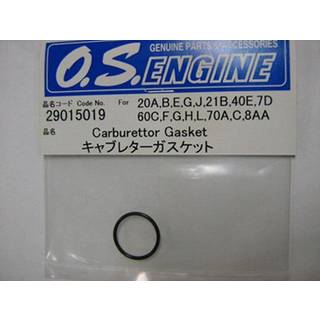 GENUINE PARTS & ACCESSORIES
O.S. ENGINE
品名コード Code No. For 20A,B,E,G,J,21B,40E,7D
29015019 60C,F,G,H,L,70A,C,8AA
品名 Carburettor Gasket
キャブレターガスケット